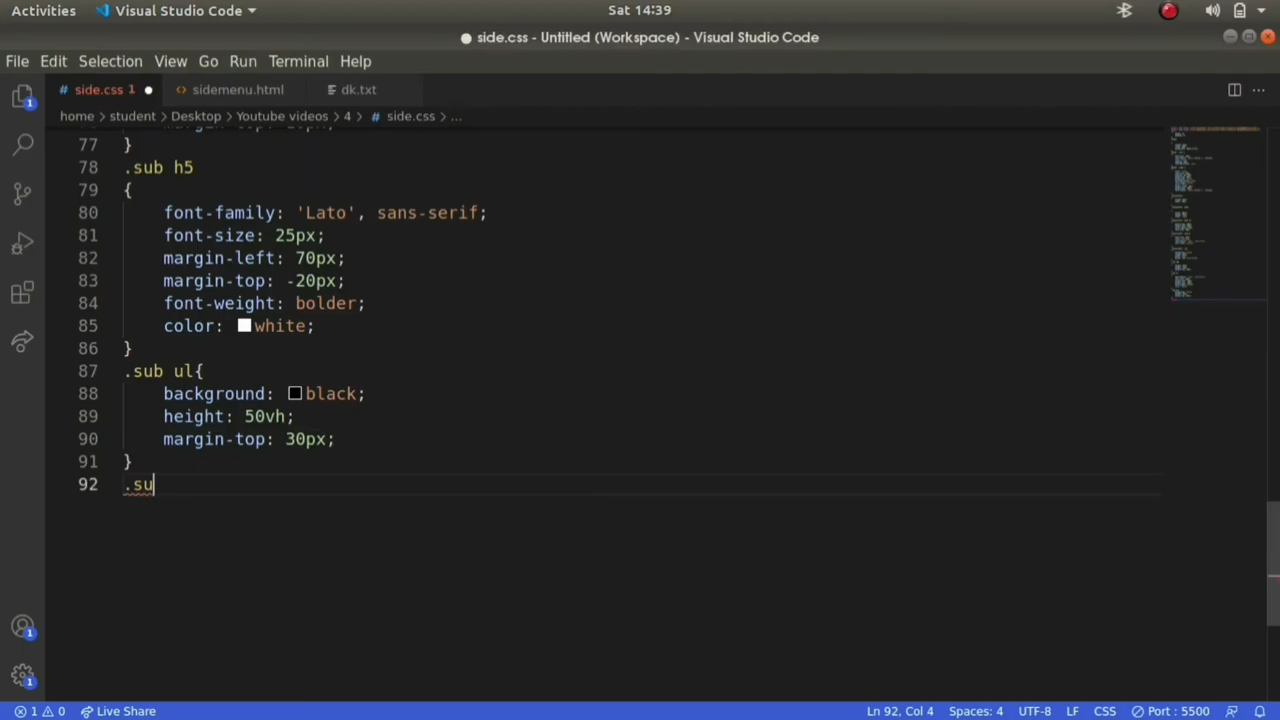 Activities Visual Studio Code Sat 14:39
side.css - Untitled (Workspace) - Visual Studio Code
File Edit Selection View Go Run Terminal Help
# side.css 1 sidemenu.html dk.txt
home > student > Desktop > Youtube videos > 4 > # side.css > ...
77 }
78 .sub h5
79 {
80 font-family: 'Lato', sans-serif;
81 font-size: 25px;
82 margin-left: 70px;
83 margin-top: -20px;
84 font-weight: bolder;
85 color: white;
86 }
87 .sub ul{
88 background: black;
89 height: 50vh;
90 margin-top: 30px;
91 }
92 .su
1
1
1
1 0 Live Share Ln 92, Col 4 Spaces: 4 UTF-8 LF CSS Port : 5500